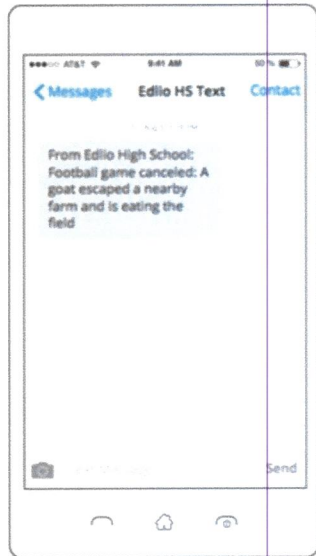 AT&T 9:41 AM 50%
Messages Edlio HS Text Contact
From Edlio High School:
Football game canceled: A
goat escaped a nearby
farm and is eating the
field
Send